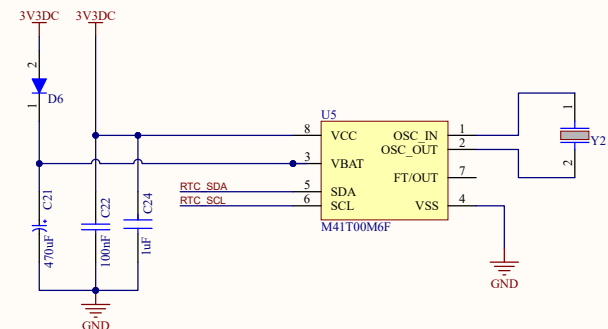 3V3DC 3V3DC
2
D6
1
U5
8 VCC OSC_IN 1
OSC_OUT 2
3 VBAT
FT/OUT 7
RTC_SDA 5 SDA
RTC_SCL 6 SCL VSS 4
M41T00M6F
1
Y2
2
C21
+
470uF
C22
100nF
C24
1uF
GND
GND